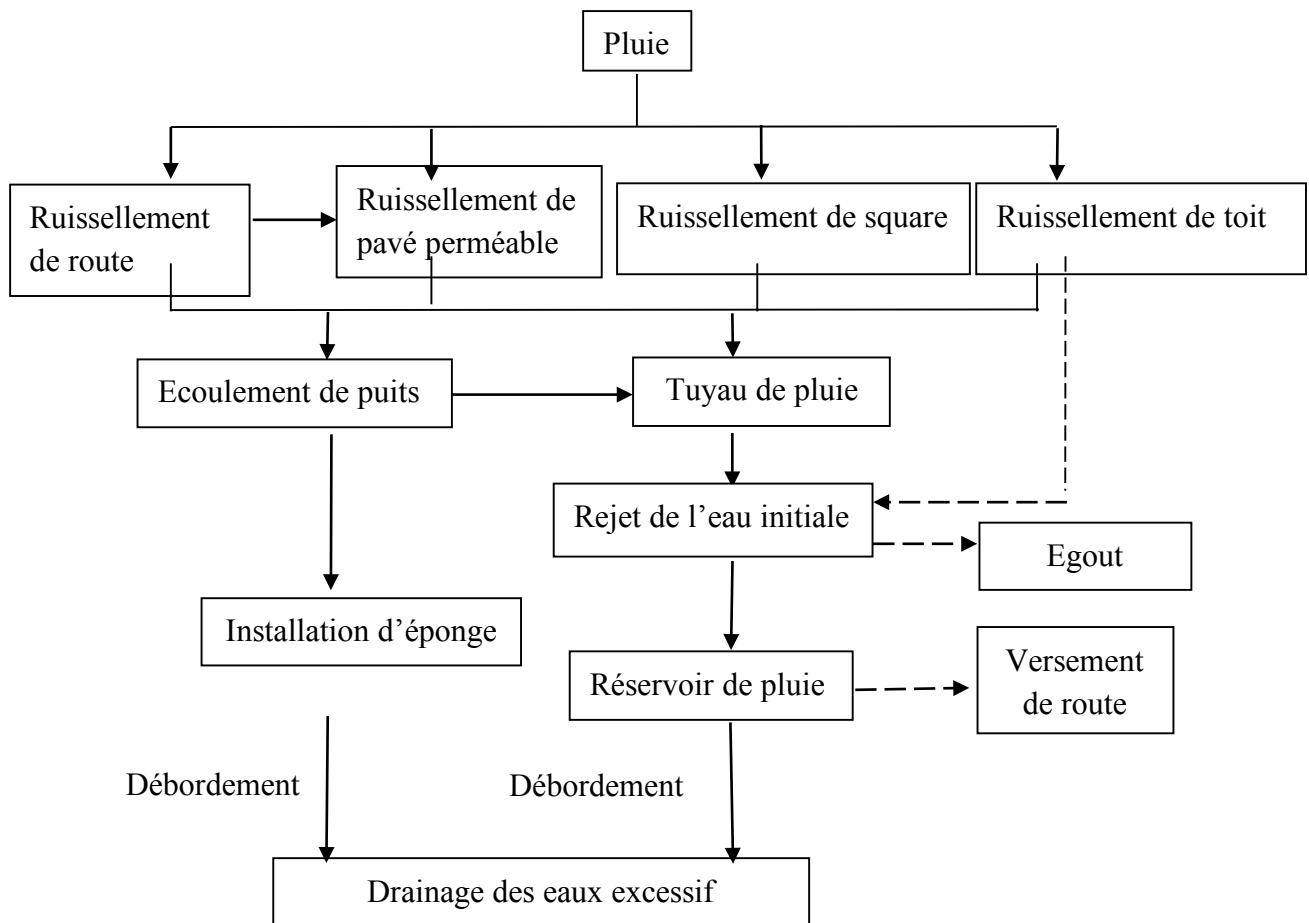 Pluie
Ruissellement
de route
Ruissellement de
pavé perméable
Ruissellement de square
Ruissellement de toit
Ecoulement de puits
Tuyau de pluie
Rejet de l’eau initiale
Egout
Installation d’éponge
Réservoir de pluie
Versement
de route
Débordement
Débordement
Drainage des eaux excessif